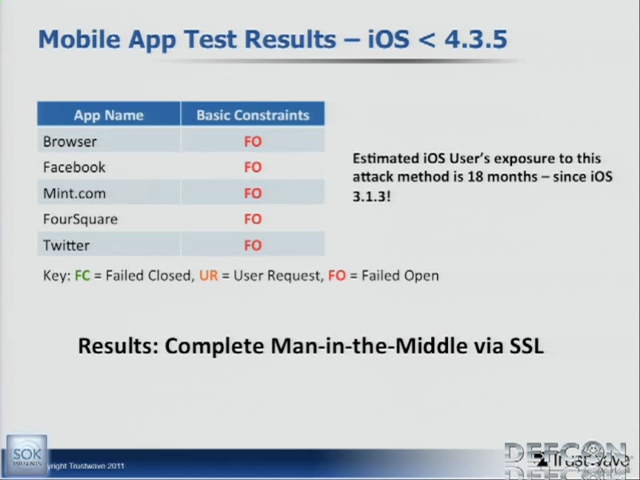 Mobile App Test Results – iOS < 4.3.5
App Name Basic Constraints
Browser FO
Facebook FO
Mint.com FO
FourSquare FO
Twitter FO
Estimated iOS User's exposure to this
attack method is 18 months – since iOS
3.1.3!
Key: FC = Failed Closed, UR = User Request, FO = Failed Open
Results: Complete Man-in-the-Middle via SSL
SOK
Trustwave 2011
DEFCON
Trustwave